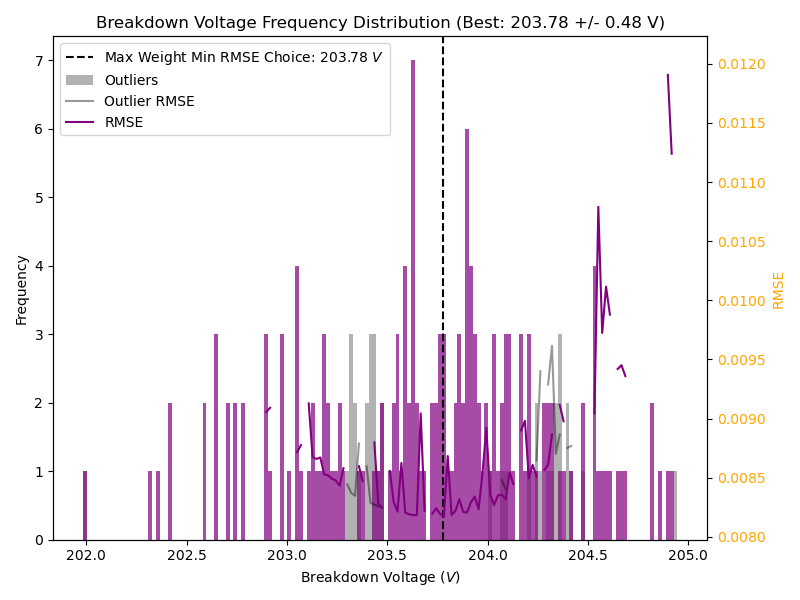 Breakdown Voltage Frequency Distribution (Best: 203.78 +/- 0.48 V)
Max Weight Min RMSE Choice: 203.78 V
Outliers
Outlier RMSE
RMSE
Frequency
7
6
5
4
3
2
1
0
0.0120
0.0115
0.0110
0.0105
0.0100
0.0095
0.0090
0.0085
0.0080
RMSE
202.0 202.5 203.0 203.5 204.0 204.5 205.0
Breakdown Voltage (V)